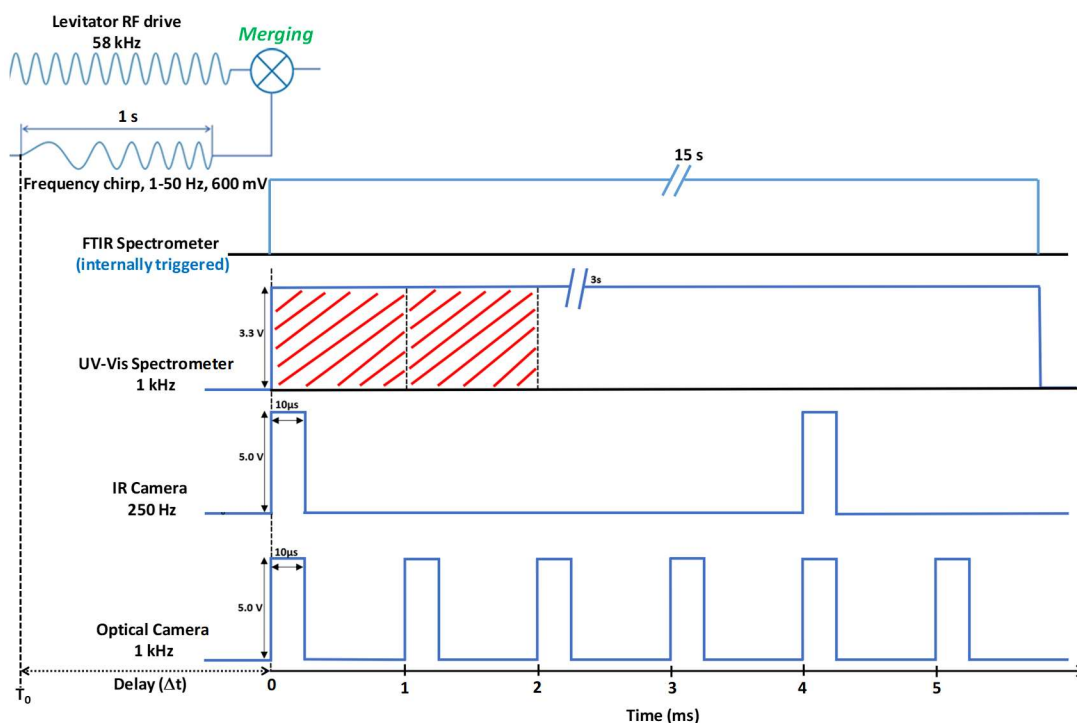 Levitator RF drive
58 kHz
Merging
1 s
Frequency chirp, 1-50 Hz, 600 mV
15 s
FTIR Spectrometer
(internally triggered)
3s
3.3 V
UV-Vis Spectrometer
1 kHz
10µs
5.0 V
IR Camera
250 Hz
10µs
5.0 V
Optical Camera
1 kHz
T₀
Delay (Δt)
0 1 2 3 4 5
Time (ms)